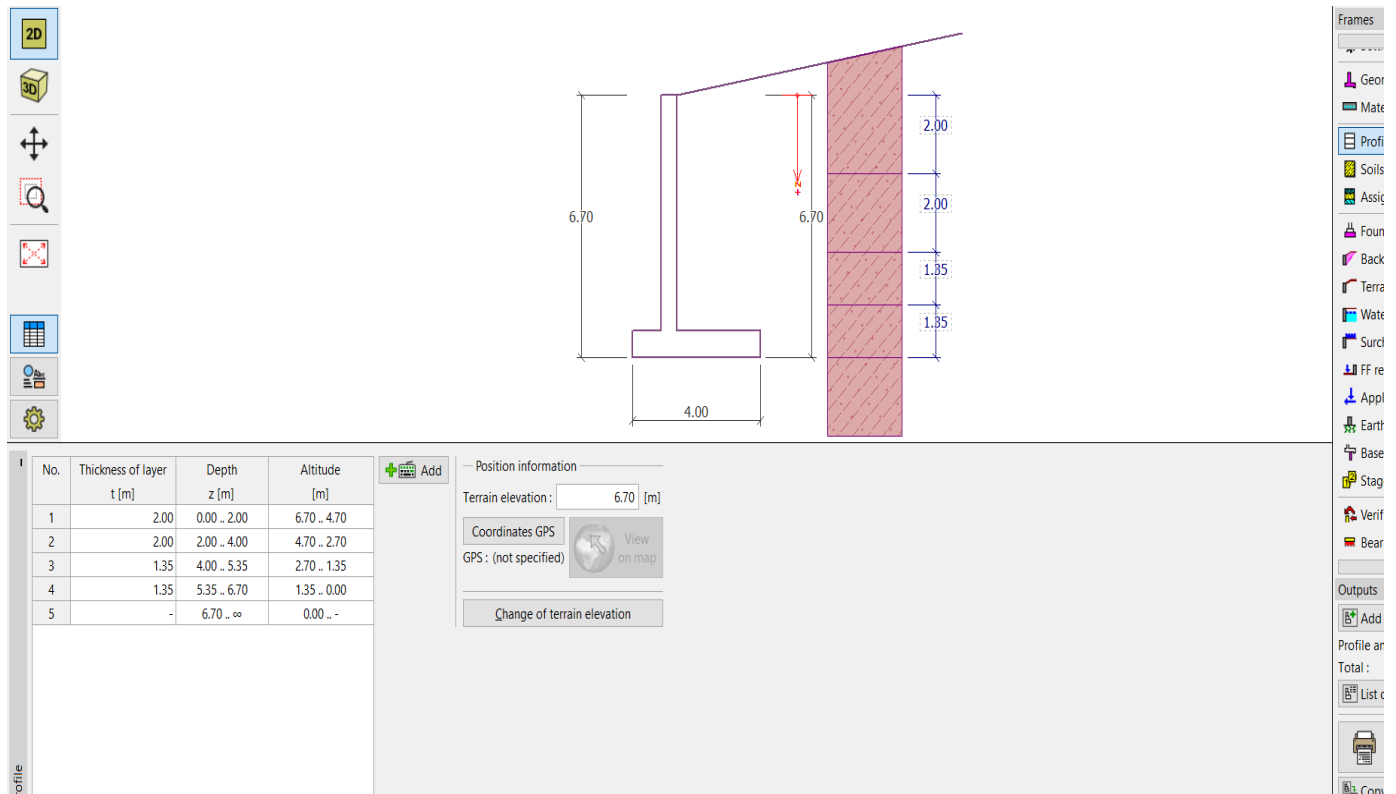 2D
3D
6.70
4.00
6.70
z
2.00
2.00
1.35
1.35
Frames
Geor
Mate
Profi
Soils
Assig
Foun
Back
Terra
Wate
Surch
FF re
Appl
Earth
Base
Stag
Verif
Bear
Outputs
Add
Profile an
Total :
List o
Copy
No. Thickness of layer Depth Altitude
t [m] z [m] [m]
1 2.00 0.00 .. 2.00 6.70 .. 4.70
2 2.00 2.00 .. 4.00 4.70 .. 2.70
3 1.35 4.00 .. 5.35 2.70 .. 1.35
4 1.35 5.35 .. 6.70 1.35 .. 0.00
5 - 6.70 .. ∞ 0.00 .. -
Add
Position information
Terrain elevation : 6.70 [m]
Coordinates GPS
View
on map
GPS : (not specified)
Change of terrain elevation
ofile